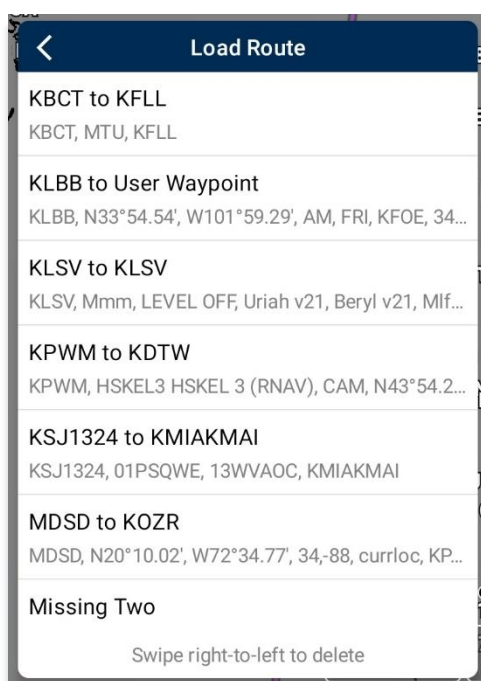 Load Route
KBCT to KFLL
KBCT, MTU, KFLL
KLBB to User Waypoint
KLBB, N33°54.54', W101°59.29', AM, FRI, KFOE, 34...
KLSV to KLSV
KLSV, Mmm, LEVEL OFF, Uriah v21, Beryl v21, Mlf...
KPWM to KDTW
KPWM, HSKEL3 HSKEL 3 (RNAV), CAM, N43°54.2...
KSJ1324 to KMIAKMAI
KSJ1324, 01PSQWE, 13WVAOC, KMIAKMAI
MDSD to KOZR
MDSD, N20°10.02', W72°34.77', 34,-88, currloc, KP...
Missing Two
Swipe right-to-left to delete